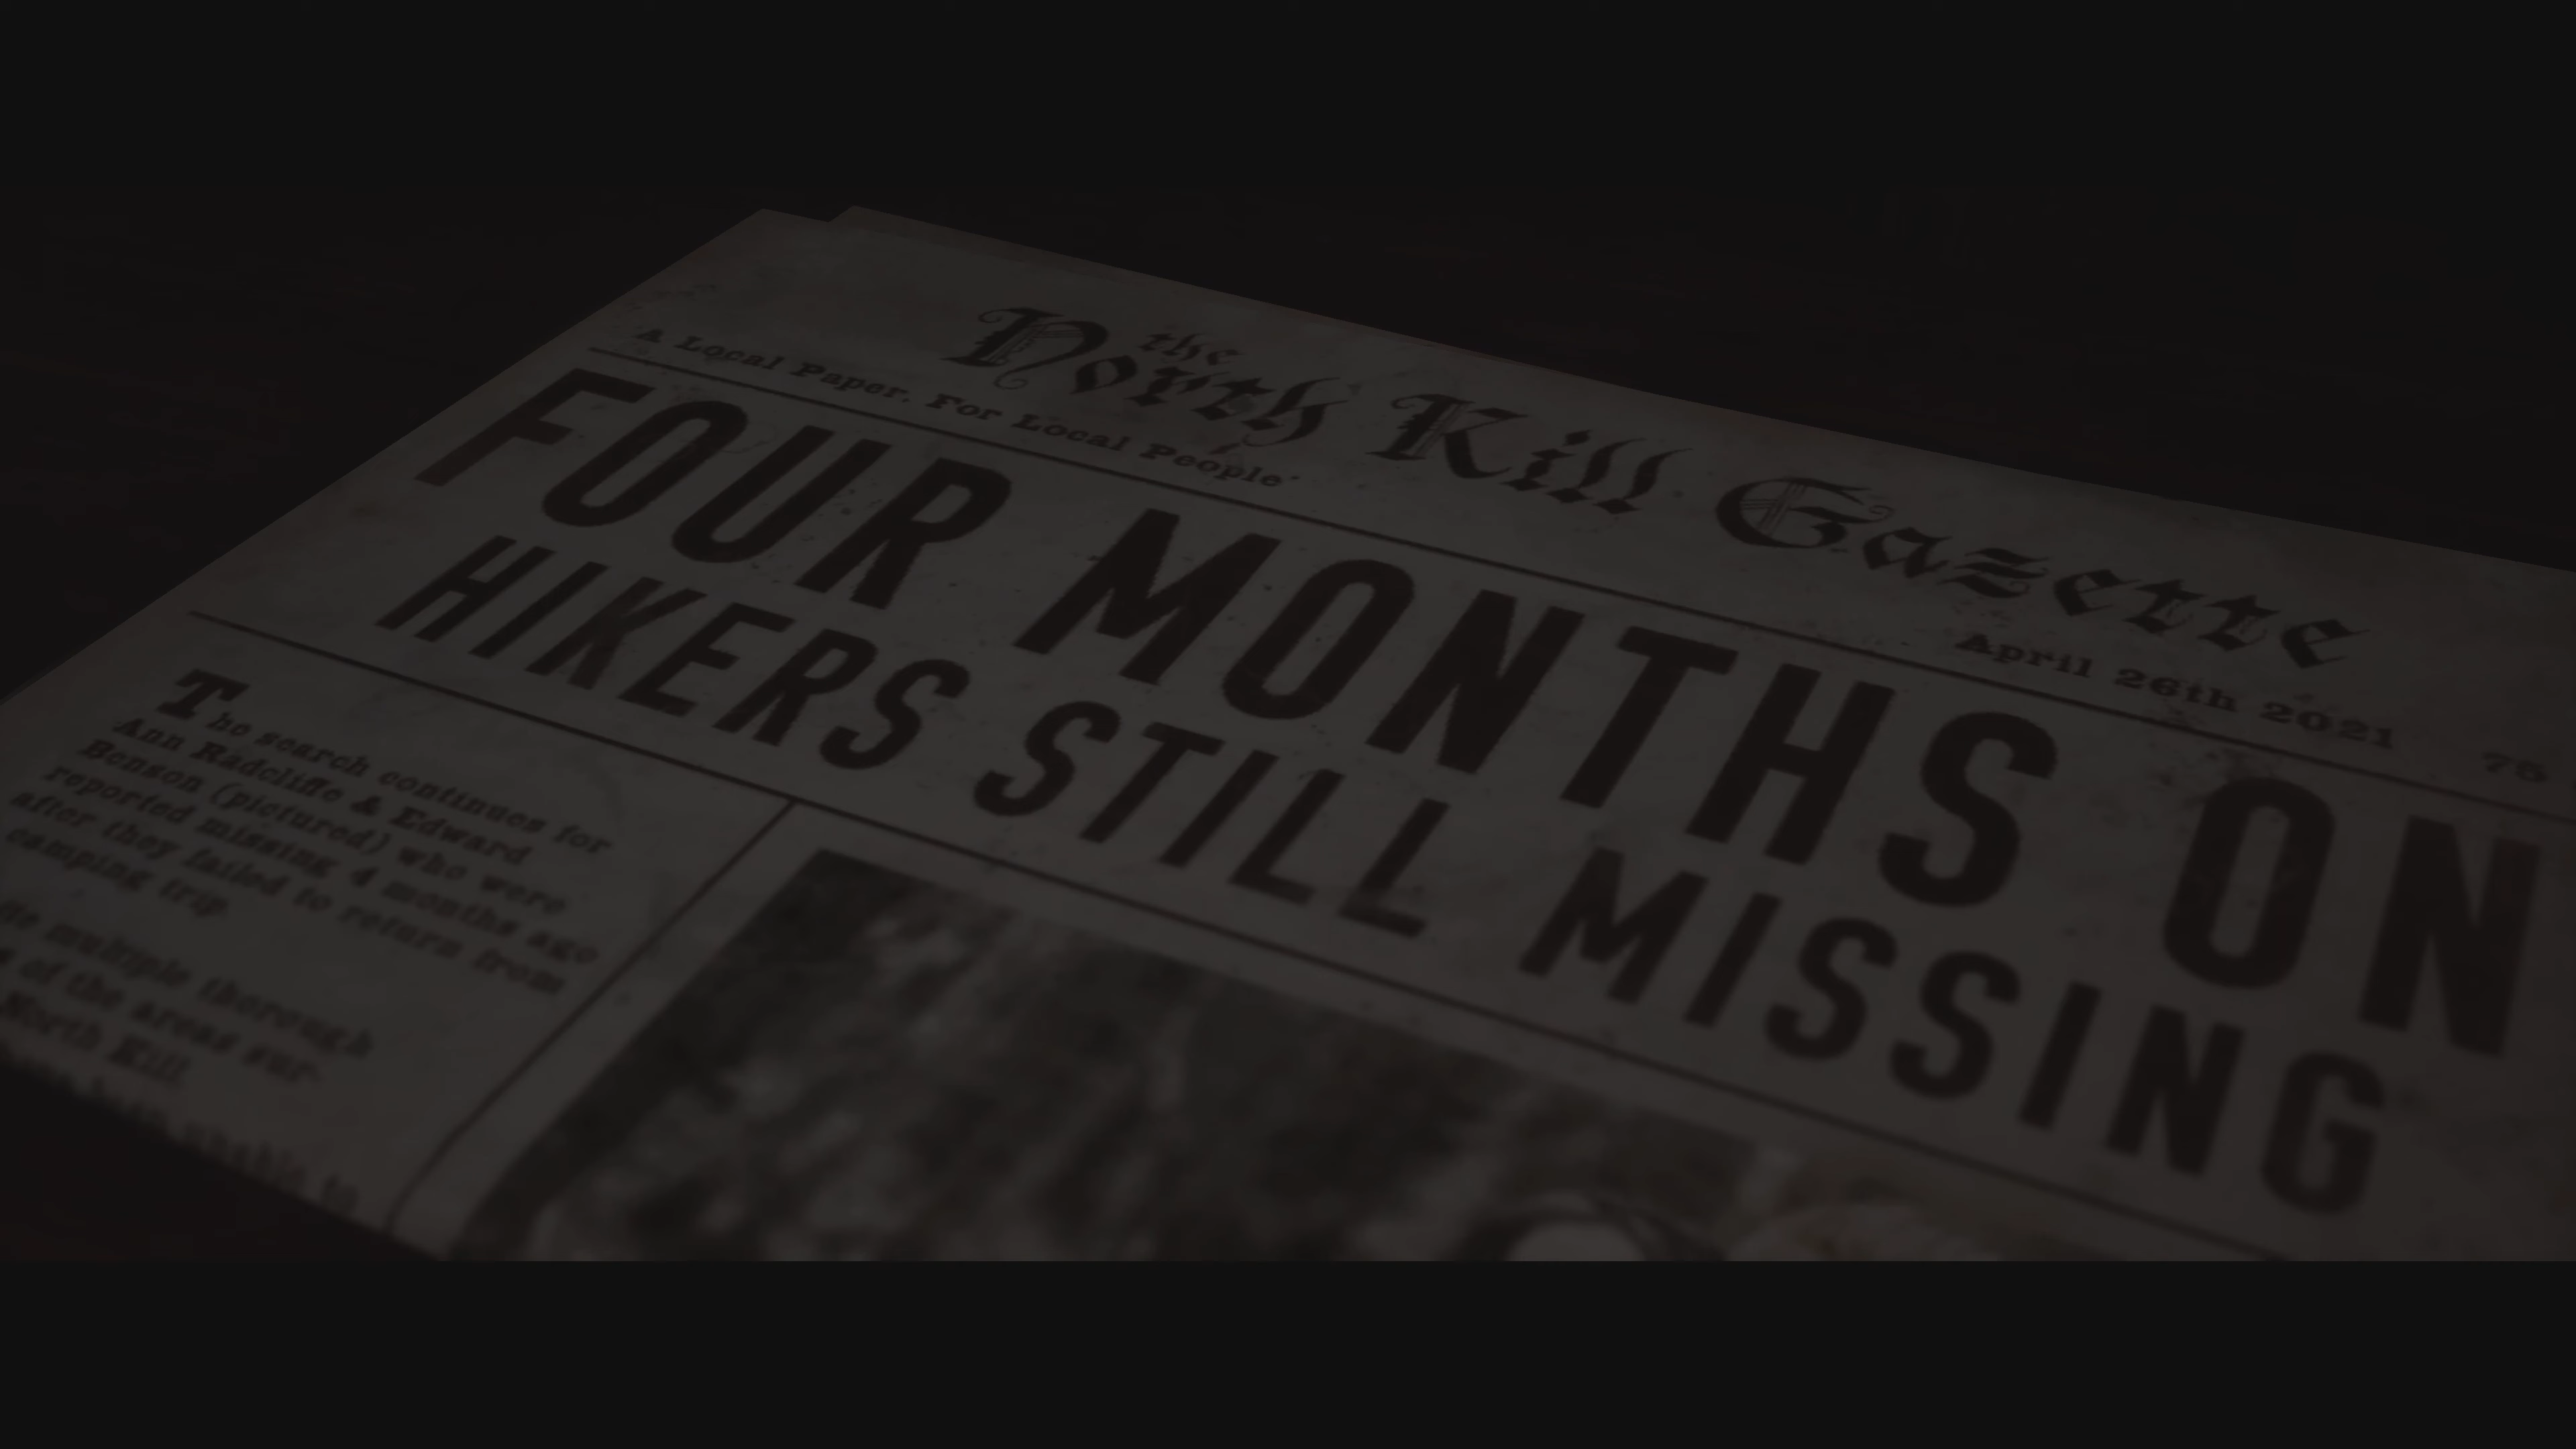 the
North Kill Gazette
A Local Paper, For Local People'
April 26th 2021
FOUR MONTHS ON
HIKERS STILL MISSING
The search continues for
Ann Radcliffe & Edward
Benson (pictured) who were
reported missing 4 months ago
after they failed to return from
camping trip
multiple thorough
of the areas sur-
North Kill
unable to